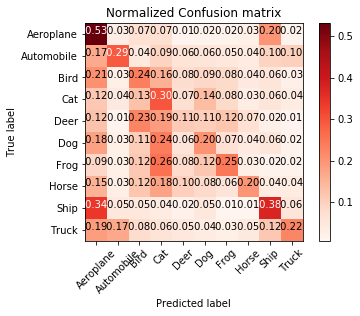 Normalized Confusion matrix
True label
Aeroplane 0.53 0.03 0.07 0.07 0.01 0.02 0.02 0.03 0.20 0.02
Automobile 0.17 0.29 0.04 0.09 0.06 0.06 0.05 0.04 0.10 0.10
Bird 0.21 0.03 0.24 0.16 0.08 0.09 0.08 0.04 0.06 0.03
Cat 0.12 0.04 0.13 0.30 0.07 0.14 0.08 0.03 0.06 0.04
Deer 0.12 0.01 0.23 0.19 0.11 0.11 0.12 0.07 0.02 0.01
Dog 0.18 0.03 0.11 0.24 0.06 0.20 0.07 0.04 0.06 0.02
Frog 0.09 0.03 0.12 0.26 0.08 0.12 0.25 0.03 0.02 0.02
Horse 0.15 0.03 0.12 0.18 0.10 0.08 0.06 0.20 0.04 0.04
Ship 0.34 0.05 0.05 0.04 0.02 0.05 0.01 0.01 0.38 0.06
Truck 0.19 0.17 0.08 0.06 0.05 0.04 0.03 0.05 0.12 0.22
Aeroplane Automobile Bird Cat Deer Dog Frog Horse Ship Truck
Predicted label
0.5
0.4
0.3
0.2
0.1